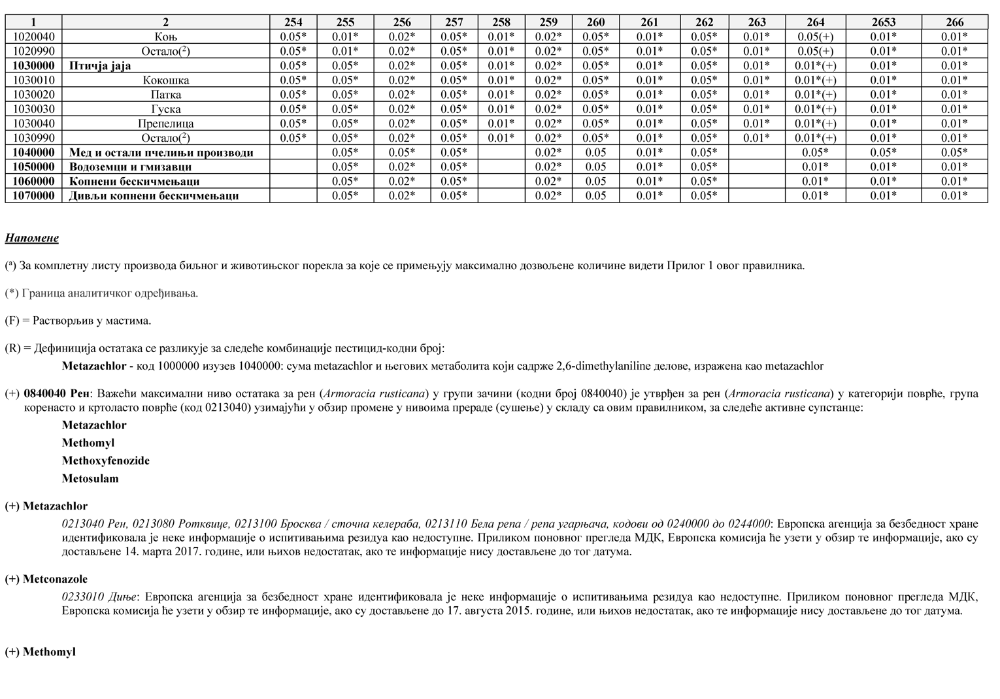 1 2 254 255 256 257 258 259 260 261 262 263 264 2653 266
1020040 Коњ 0.05* 0.01* 0.02* 0.05* 0.01* 0.02* 0.05* 0.01* 0.05* 0.01* 0.05(+) 0.01* 0.01*
1020990 Остало(2) 0.05* 0.01* 0.02* 0.05* 0.01* 0.02* 0.05* 0.01* 0.05* 0.01* 0.05(+) 0.01* 0.01*
1030000 Птичја јаја 0.05* 0.05* 0.02* 0.05* 0.01* 0.02* 0.05* 0.01* 0.05* 0.01* 0.01*(+) 0.01* 0.01*
1030010 Кокошка 0.05* 0.05* 0.02* 0.05* 0.01* 0.02* 0.05* 0.01* 0.05* 0.01* 0.01*(+) 0.01* 0.01*
1030020 Патка 0.05* 0.05* 0.02* 0.05* 0.01* 0.02* 0.05* 0.01* 0.05* 0.01* 0.01*(+) 0.01* 0.01*
1030030 Гуска 0.05* 0.05* 0.02* 0.05* 0.01* 0.02* 0.05* 0.01* 0.05* 0.01* 0.01*(+) 0.01* 0.01*
1030040 Препелица 0.05* 0.05* 0.02* 0.05* 0.01* 0.02* 0.05* 0.01* 0.05* 0.01* 0.01*(+) 0.01* 0.01*
1030990 Остало(2) 0.05* 0.05* 0.02* 0.05* 0.01* 0.02* 0.05* 0.01* 0.05* 0.01* 0.01*(+) 0.01* 0.01*
1040000 Мед и остали пчелињи производи 0.05* 0.05* 0.05* 0.02* 0.05 0.01* 0.05* 0.05* 0.05* 0.05*
1050000 Водоземци и гмизавци 0.05* 0.02* 0.05* 0.02* 0.05 0.01* 0.05* 0.01* 0.01* 0.01*
1060000 Копнени бескичмењаци 0.05* 0.02* 0.05* 0.02* 0.05 0.01* 0.05* 0.01* 0.01* 0.01*
1070000 Дивљи копнени бескичмењаци 0.05* 0.02* 0.05* 0.02* 0.05 0.01* 0.05* 0.01* 0.01* 0.01*
Напомене
(а) За комплетну листу производа биљног и животињског порекла за које се примењују максимално дозвољене количине видети Прилог 1 овог правилника.
(*) Граница аналитичког одређивања.
(F) = Растворљив у мастима.
(R) = Дефиниција остатака се разликује за следеће комбинације пестицид-кодни број:
Metazachlor - код 1000000 изузев 1040000: сума metazachlor и његових метаболита који садрже 2,6-dimethylaniline делове, изражена као metazachlor
(+) 0840040 Рен: Важећи максимални ниво остатака за рен (Armoracia rusticana) у групи зачини (кодни број 0840040) је утврђен за рен (Armoracia rusticana) у категорији поврће, група
коренасто и кртоласто поврће (код 0213040) узимајући у обзир промене у нивоима прераде (сушење) у складу са овим правилником, за следеће активне супстанце:
Metazachlor
Methomyl
Methoxyfenozide
Metosulam
(+) Metazachlor
0213040 Рен, 0213080 Ротквице, 0213100 Бросква / сточна келераба, 0213110 Бела репа / репа угарњача, кодови од 0240000 до 0244000: Европска агенција за безбедност хране
идентификовала је неке информације о испитивањима резидуа као недоступне. Приликом поновног прегледа МДК, Европска комисија ће узети у обзир те информације, ако су
достављене 14. марта 2017. године, или њихов недостатак, ако те информације нису достављене до тог датума.
(+) Metconazole
0233010 Диње: Европска агенција за безбедност хране идентификовала је неке информације о испитивањима резидуа као недоступне. Приликом поновног прегледа МДК,
Европска комисија ће узети у обзир те информације, ако су достављене до 17. августа 2015. године, или њихов недостатак, ако те информације нису достављене до тог датума.
(+) Methomyl